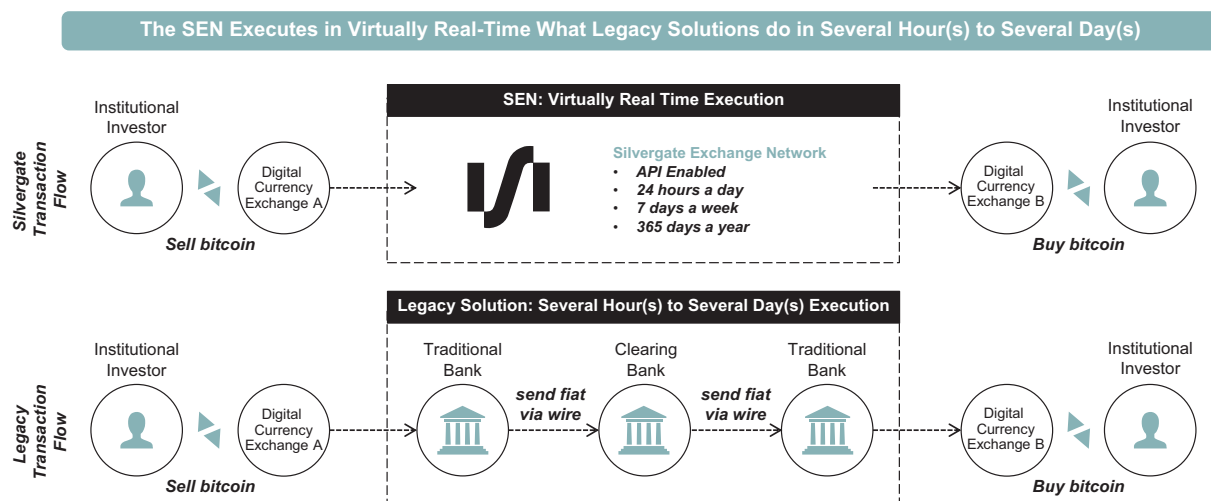 The SEN Executes in Virtually Real-Time What Legacy Solutions do in Several Hour(s) to Several Day(s)
Silvergate
Transaction
Flow
Institutional
Investor
Digital
Currency
Exchange A
Sell bitcoin
SEN: Virtually Real Time Execution
Silvergate Exchange Network
• API Enabled
• 24 hours a day
• 7 days a week
• 365 days a year
Digital
Currency
Exchange B
Institutional
Investor
Buy bitcoin
Legacy
Transaction
Flow
Institutional
Investor
Digital
Currency
Exchange A
Sell bitcoin
Legacy Solution: Several Hour(s) to Several Day(s) Execution
Traditional
Bank
send fiat
via wire
Clearing
Bank
send fiat
via wire
Traditional
Bank
Digital
Currency
Exchange B
Institutional
Investor
Buy bitcoin